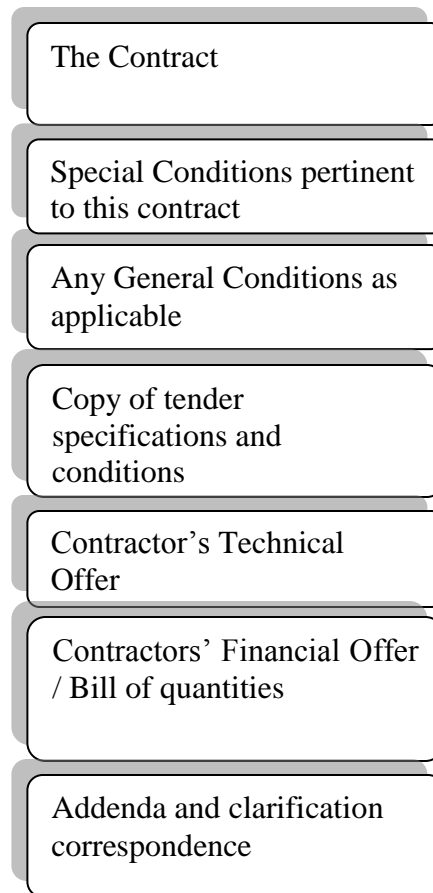 The Contract
Special Conditions pertinent
to this contract
Any General Conditions as
applicable
Copy of tender
specifications and
conditions
Contractor’s Technical
Offer
Contractors’ Financial Offer
/ Bill of quantities
Addenda and clarification
correspondence